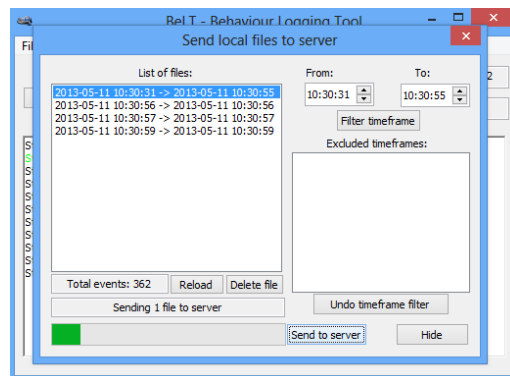 BeLT - Behaviour Logging Tool
Send local files to server
Fil
List of files:
From:
To:
2
2013-05-11 10:30:31 -> 2013-05-11 10:30:55
2013-05-11 10:30:56 -> 2013-05-11 10:30:56
2013-05-11 10:30:57 -> 2013-05-11 10:30:57
2013-05-11 10:30:59 -> 2013-05-11 10:30:59
10:30:31
10:30:55
Filter timeframe
Excluded timeframes:
Total events: 362
Reload
Delete file
Sending 1 file to server
Undo timeframe filter
Send to server
Hide